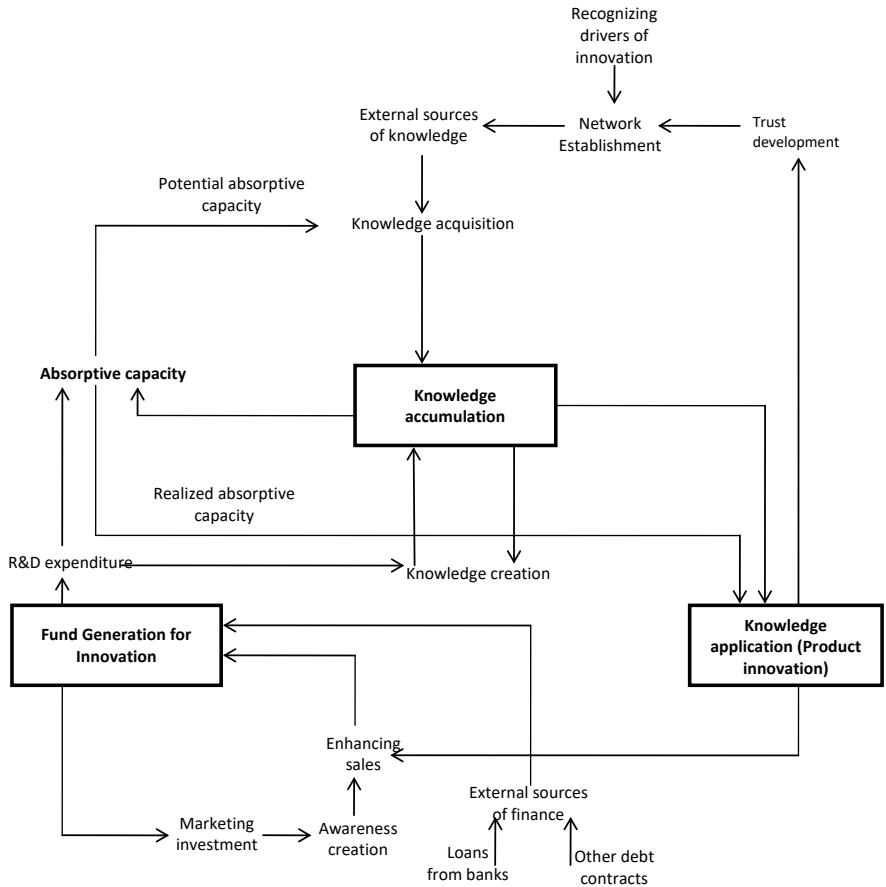 Recognizing
drivers of
innovation
External sources
of knowledge
Network
Establishment
Trust
development
Potential absorptive
capacity
Knowledge acquisition
Absorptive capacity
Knowledge
accumulation
Realized absorptive
capacity
R&D expenditure
Knowledge creation
Fund Generation for
Innovation
Knowledge
application (Product
innovation)
Enhancing
sales
External sources
of finance
Marketing
investment
Awareness
creation
Loans
from banks
Other debt
contracts